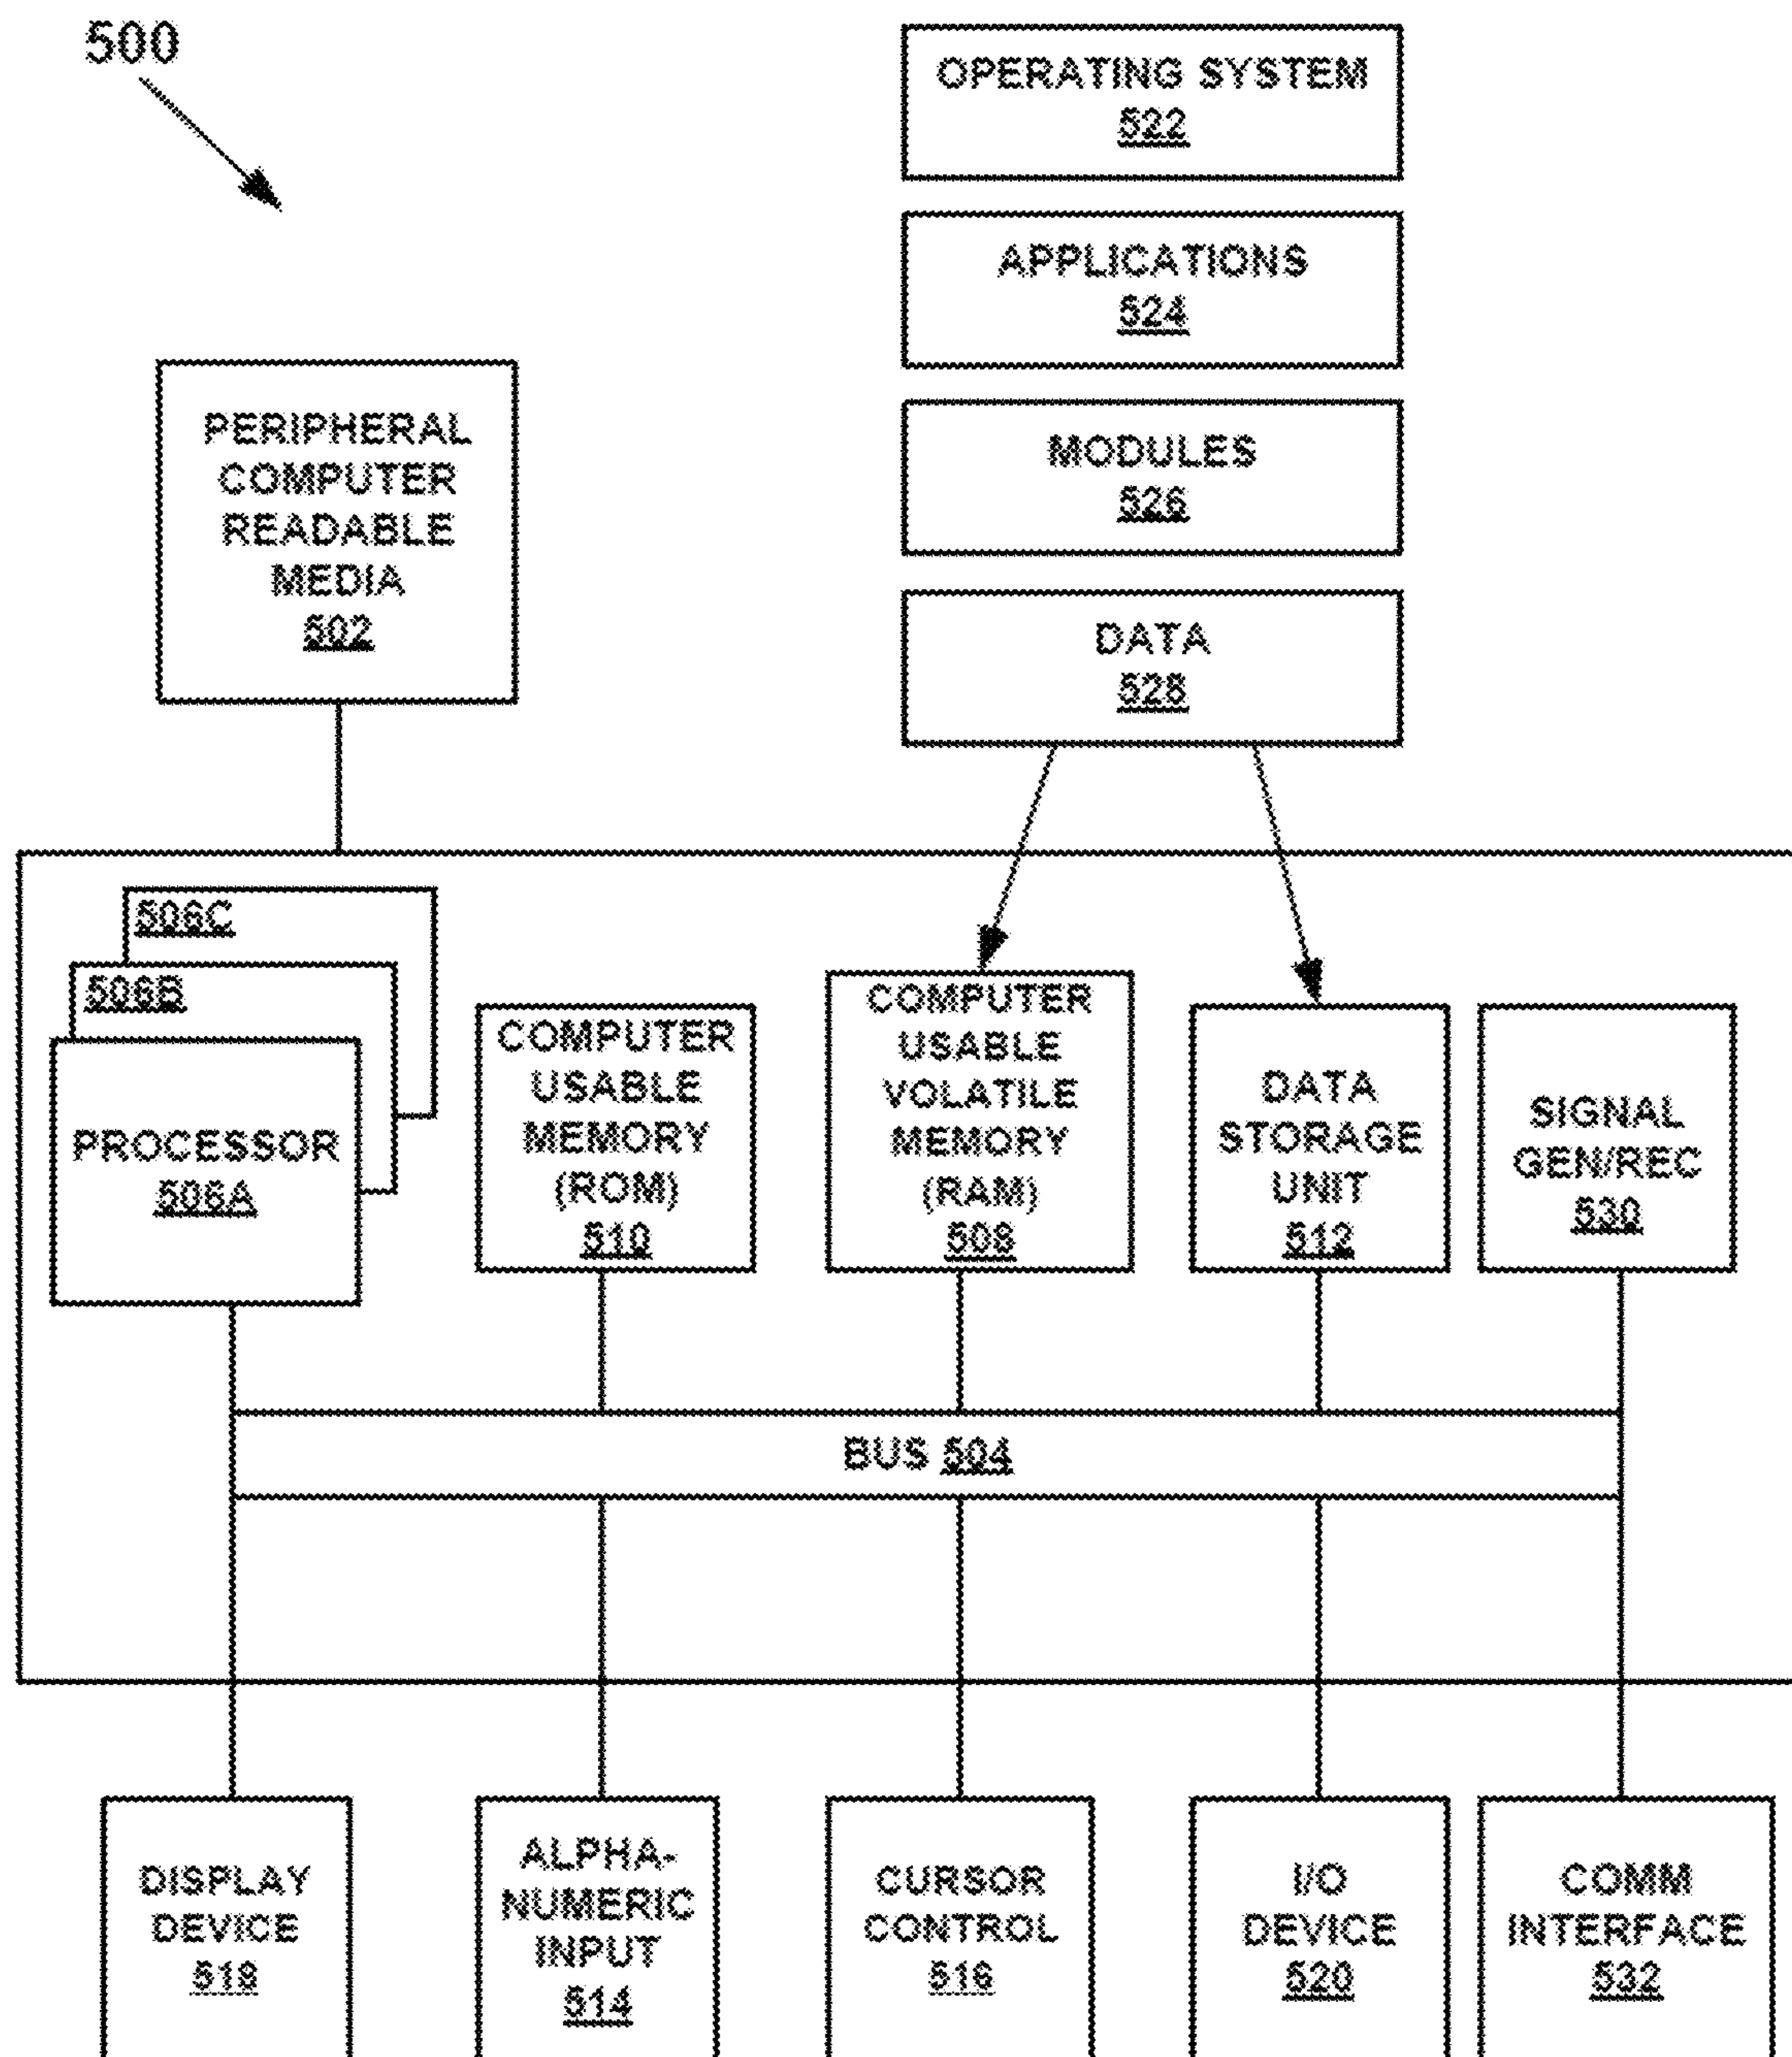 500
OPERATING SYSTEM
522
APPLICATIONS
524
MODULES
526
DATA
528
PERIPHERAL
COMPUTER
READABLE
MEDIA
502
506C
506B
PROCESSOR
506A
COMPUTER
USABLE
MEMORY
(ROM)
510
COMPUTER
USABLE
VOLATILE
MEMORY
(RAM)
508
DATA
STORAGE
UNIT
512
SIGNAL
GEN/REC
530
BUS 504
DISPLAY
DEVICE
518
ALPHA-
NUMERIC
INPUT
514
CURSOR
CONTROL
516
I/O
DEVICE
520
COMM
INTERFACE
532